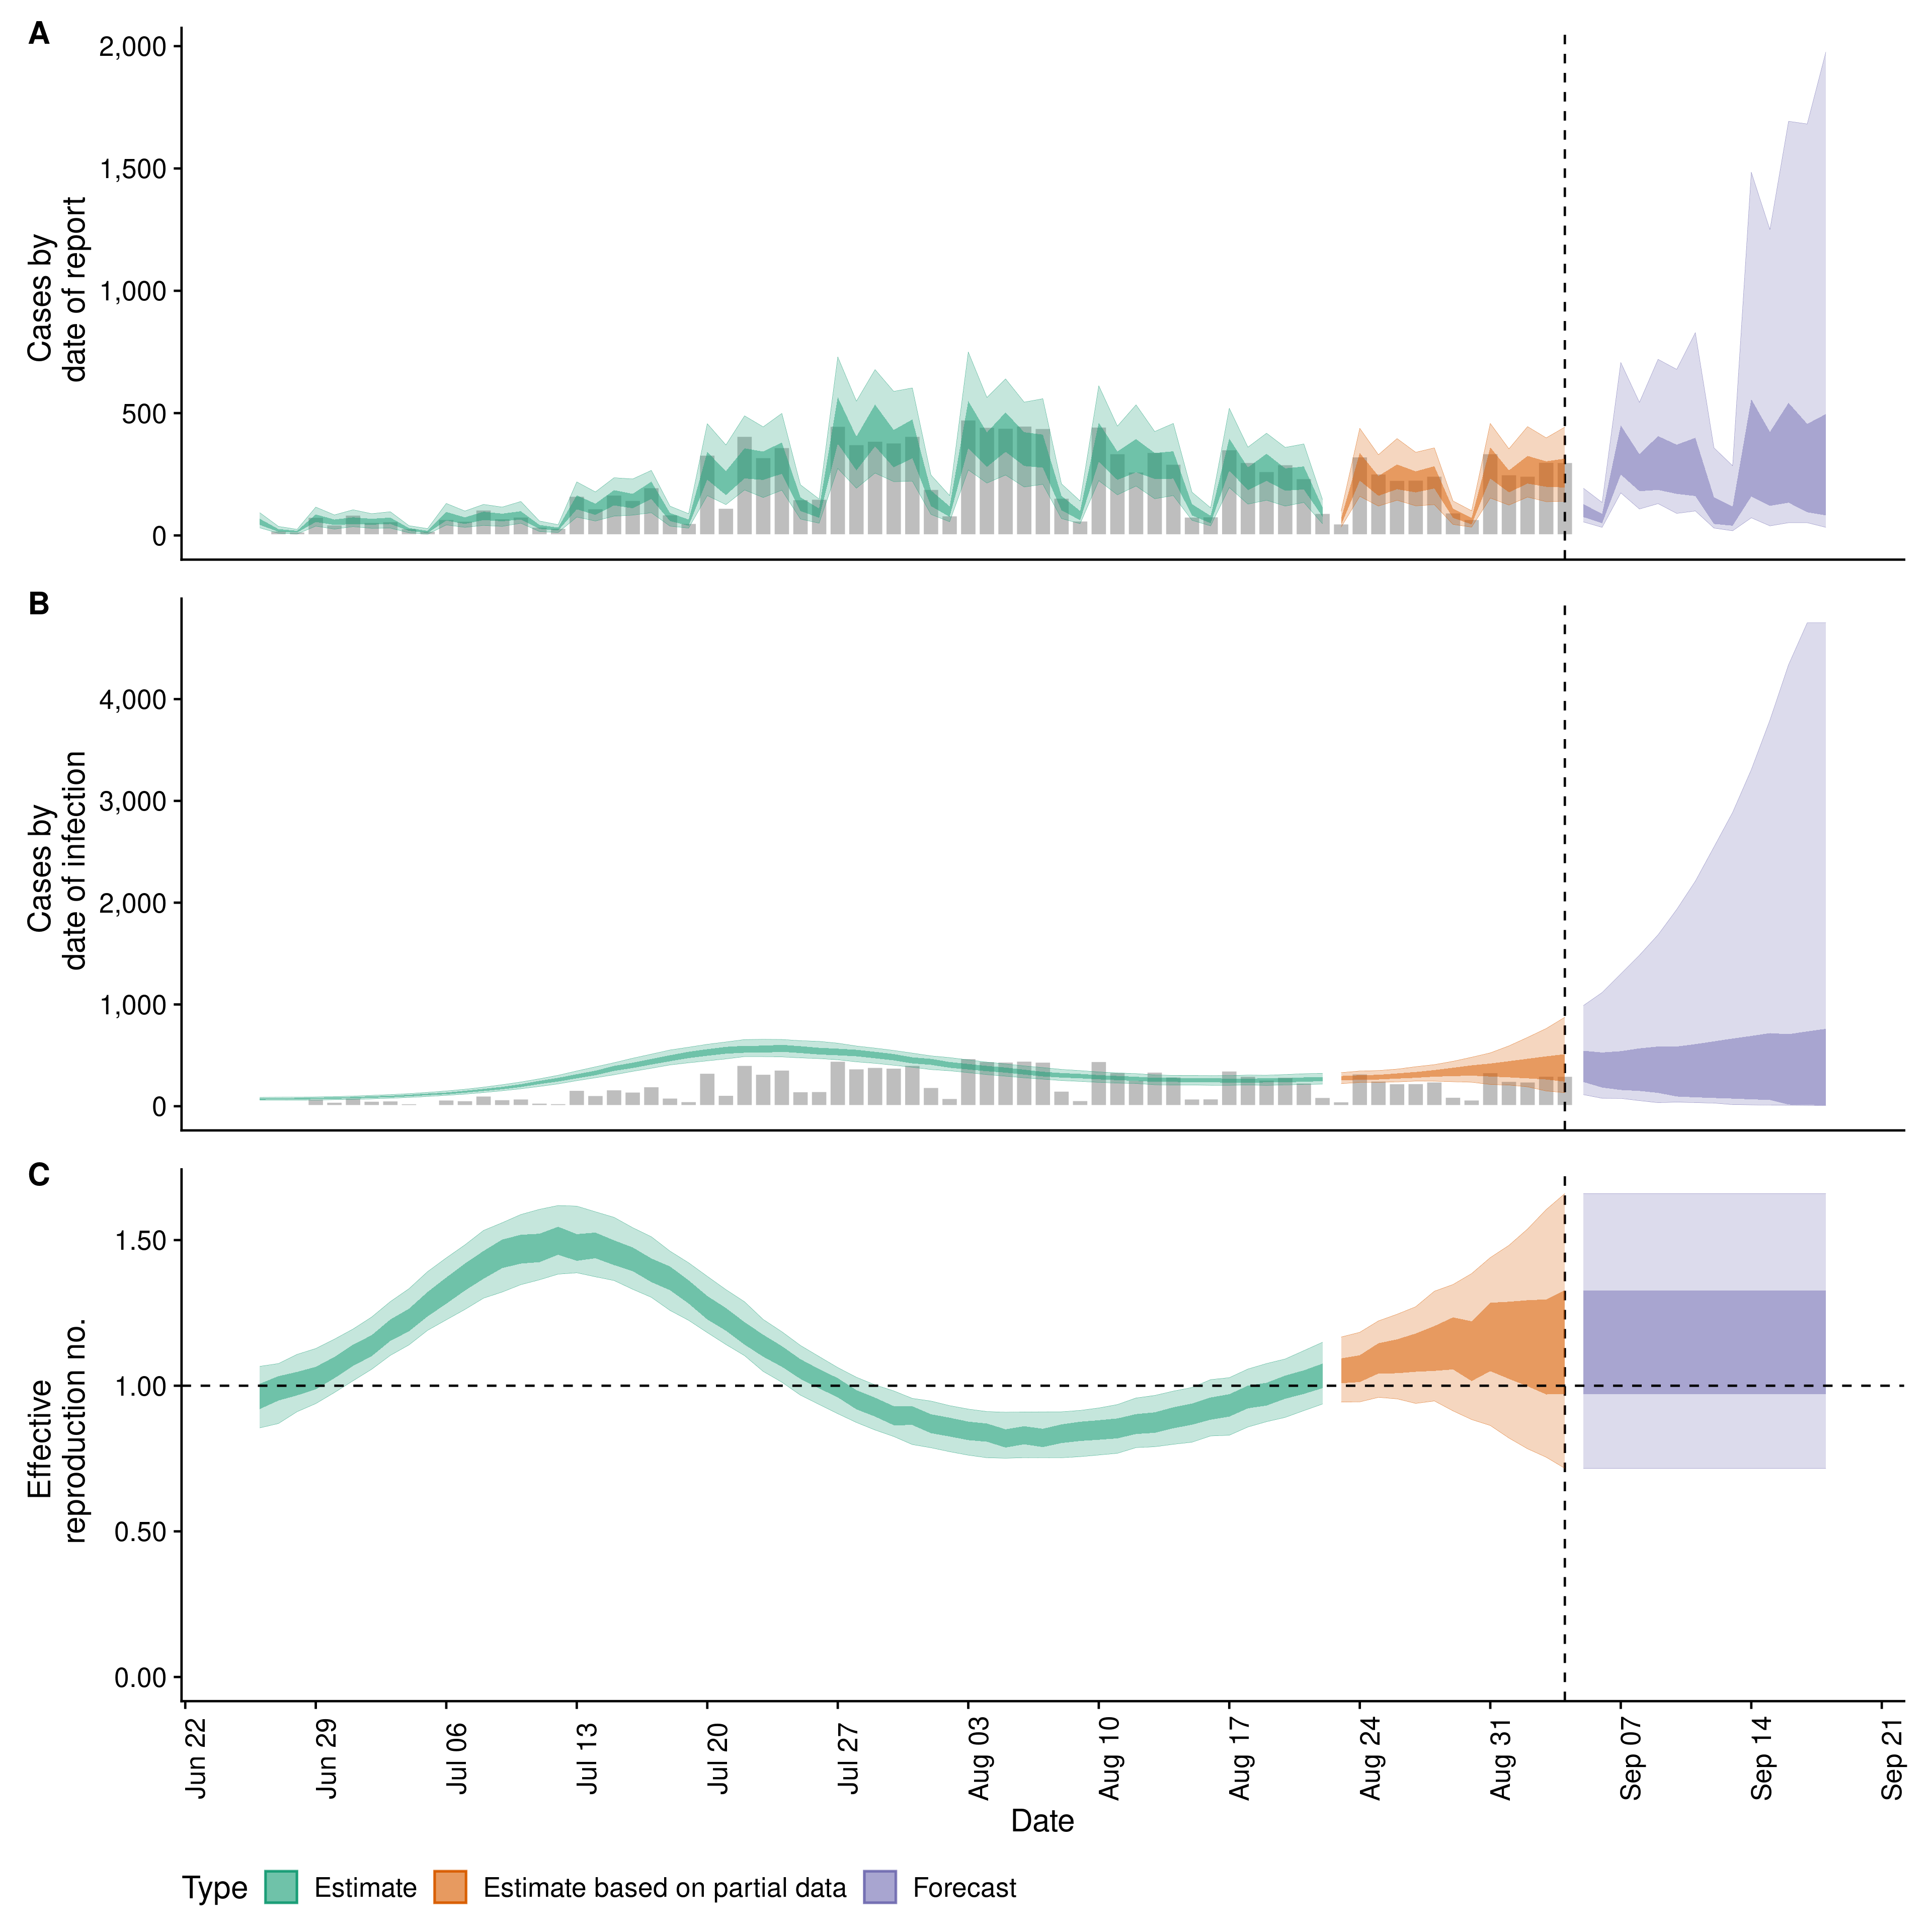 A
2,000
1,500
1,000
500
0
Cases by
date of report
B
4,000
3,000
2,000
1,000
0
Cases by
date of infection
C
1.50
1.00
0.50
0.00
Effective
reproduction no.
Jun 22
Jun 29
Jul 06
Jul 13
Jul 20
Jul 27
Aug 03
Aug 10
Aug 17
Aug 24
Aug 31
Sep 07
Sep 14
Sep 21
Date
Type Estimate Estimate based on partial data Forecast